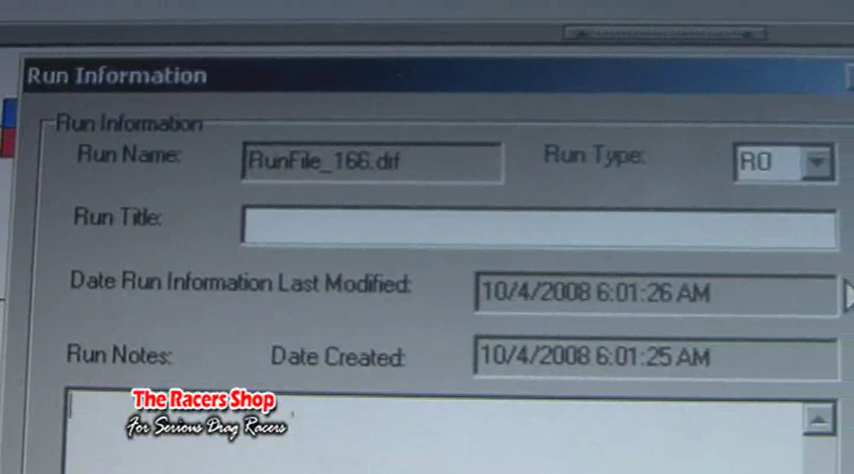 Run Information
Run Information
Run Name: RunFile_166.dif Run Type: RO
Run Title:
Date Run Information Last Modified: 10/4/2008 6:01:26 AM
Run Notes: Date Created: 10/4/2008 6:01:25 AM
The Racers Shop
For Serious Drag Racers